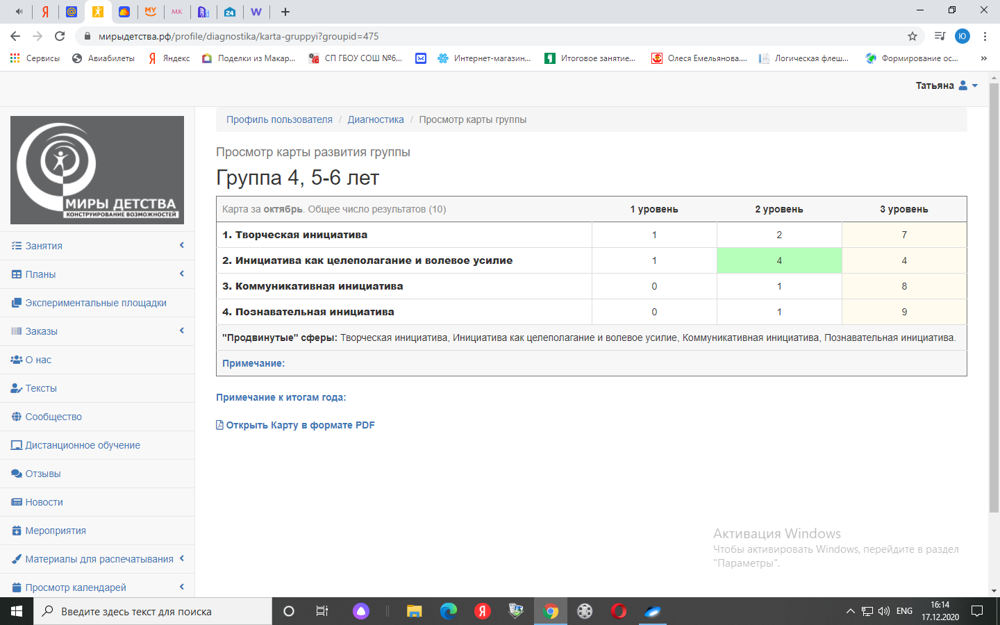 Я
@
MY
MK
24
W
мирыдетства.рф/profile/diagnostika/karta-gruppyi?groupid=475
Ю
Сервисы
Авиабилеты
Я Яндекс
Поделки из Макар...
СП ГБОУ СОШ №6...
Интернет-магазин...
Итоговое занятие...
Олеся Емельянова....
Логическая флеш...
Формирование ос...
»
Татьяна
Профиль пользователя / Диагностика / Просмотр карты группы
МИРЫ ДЕТСТВА
КОНСТРУИРОВАНИЕ ВОЗМОЖНОСТЕЙ
Занятия
Планы
Экспериментальные площадки
Заказы
О нас
Тексты
Сообщество
Дистанционное обучение
Отзывы
Новости
Мероприятия
Материалы для распечатывания
Просмотр календарей
Просмотр карты развития группы
Группа 4, 5-6 лет
Карта за октябрь. Общее число результатов (10) 1 уровень 2 уровень 3 уровень
1. Творческая инициатива 1 2 7
2. Инициатива как целеполагание и волевое усилие 1 4 4
3. Коммуникативная инициатива 0 1 8
4. Познавательная инициатива 0 1 9
"Продвинутые" сферы: Творческая инициатива, Инициатива как целеполагание и волевое усилие, Коммуникативная инициатива, Познавательная инициатива.
Примечание:
Примечание к итогам года:
Открыть Карту в формате PDF
Активация Windows
Чтобы активировать Windows, перейдите в раздел
"Параметры".
Введите здесь текст для поиска
Я
ENG
16:14
17.12.2020